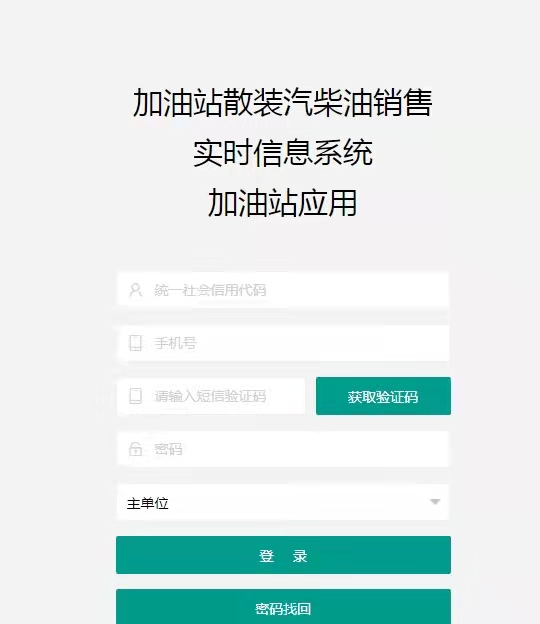 加油站散装汽柴油销售
实时信息系统
加油站应用
统一社会信用代码
手机号
请输入短信验证码 获取验证码
密码
主单位
登 录
密码找回